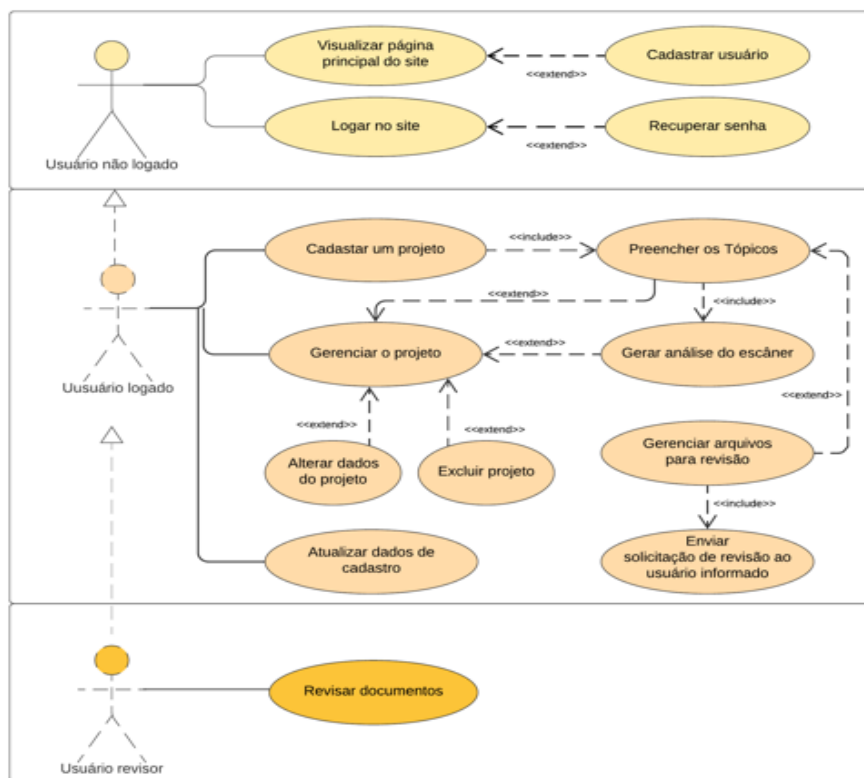 Visualizar página
principal do site
Cadastrar usuário
<<extend>>
Logar no site
Recuperar senha
<<extend>>
Usuário não logado
Cadastar um projeto
<<include>>
Preencher os Tópicos
<<extend>>
<<include>>
Gerenciar o projeto
<<extend>>
Gerar análise do escâner
Uusuário logado
<<extend>>
<<extend>>
<<extend>>
Alterar dados
do projeto
Excluir projeto
Gerenciar arquivos
para revisão
<<include>>
Atualizar dados de
cadastro
Enviar
solicitação de revisão ao
usuário informado
Revisar documentos
Usuário revisor